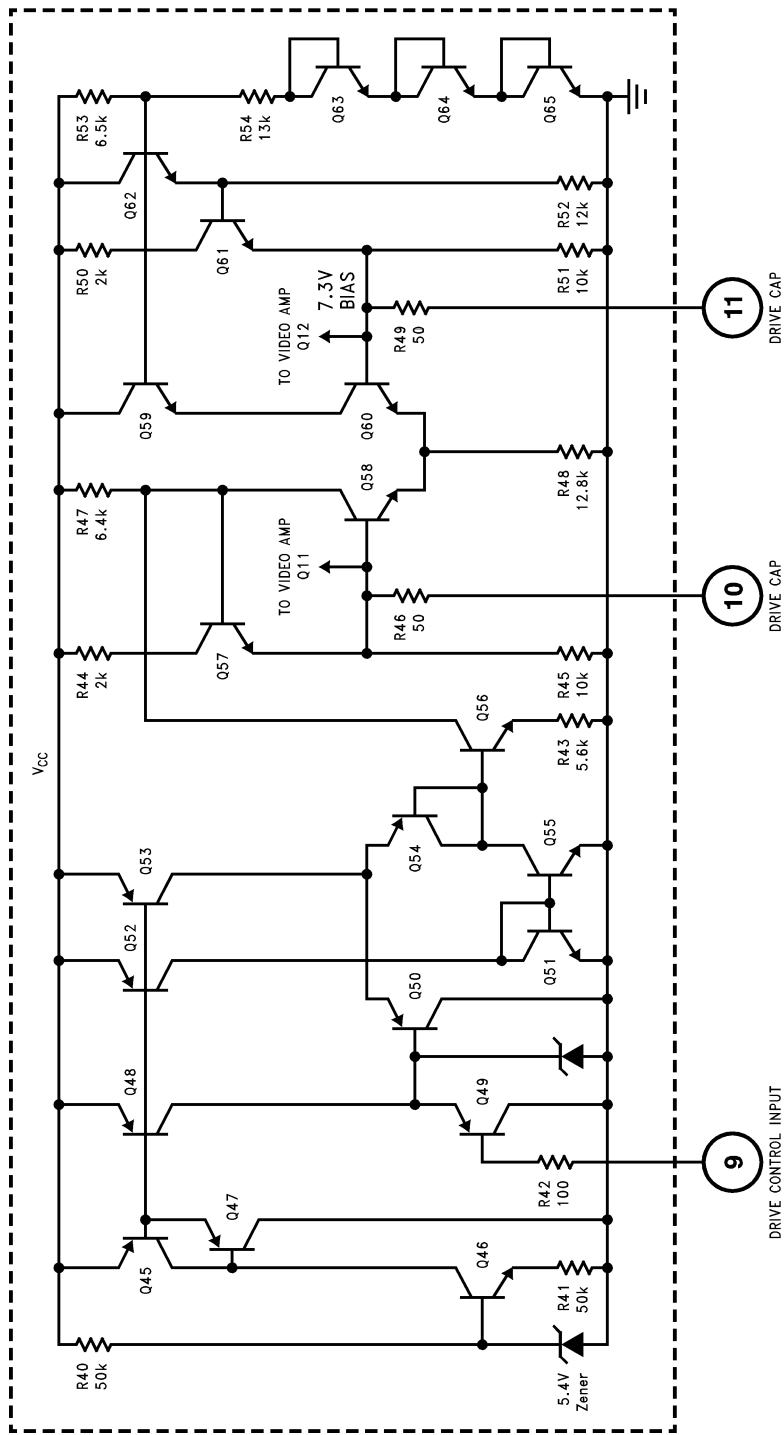 VCC
R40
50k
5.4V
Zener
Q45
Q46
R41
50k
Q47
R42
100
9
DRIVE CONTROL INPUT
Q48
Q49
Q50
Q51
Q52
Q53
Q54
Q55
Q56
R43
5.6k
R44
2k
Q57
R45
10k
R46
50
10
DRIVE CAP
TO VIDEO AMP
Q11
R47
6.4k
Q58
R48
12.8k
Q59
Q60
TO VIDEO AMP
Q12
7.3V
BIAS
R49
50
11
DRIVE CAP
R50
2k
Q61
R51
10k
Q62
R52
12k
R53
6.5k
R54
13k
Q63
Q64
Q65